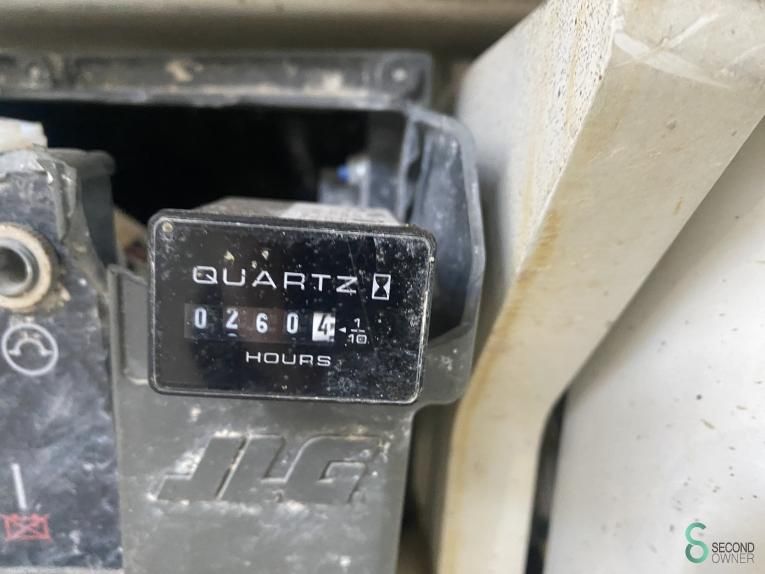 QUARTZ
02604
1/10
HOURS
JLG
SECOND
OWNER